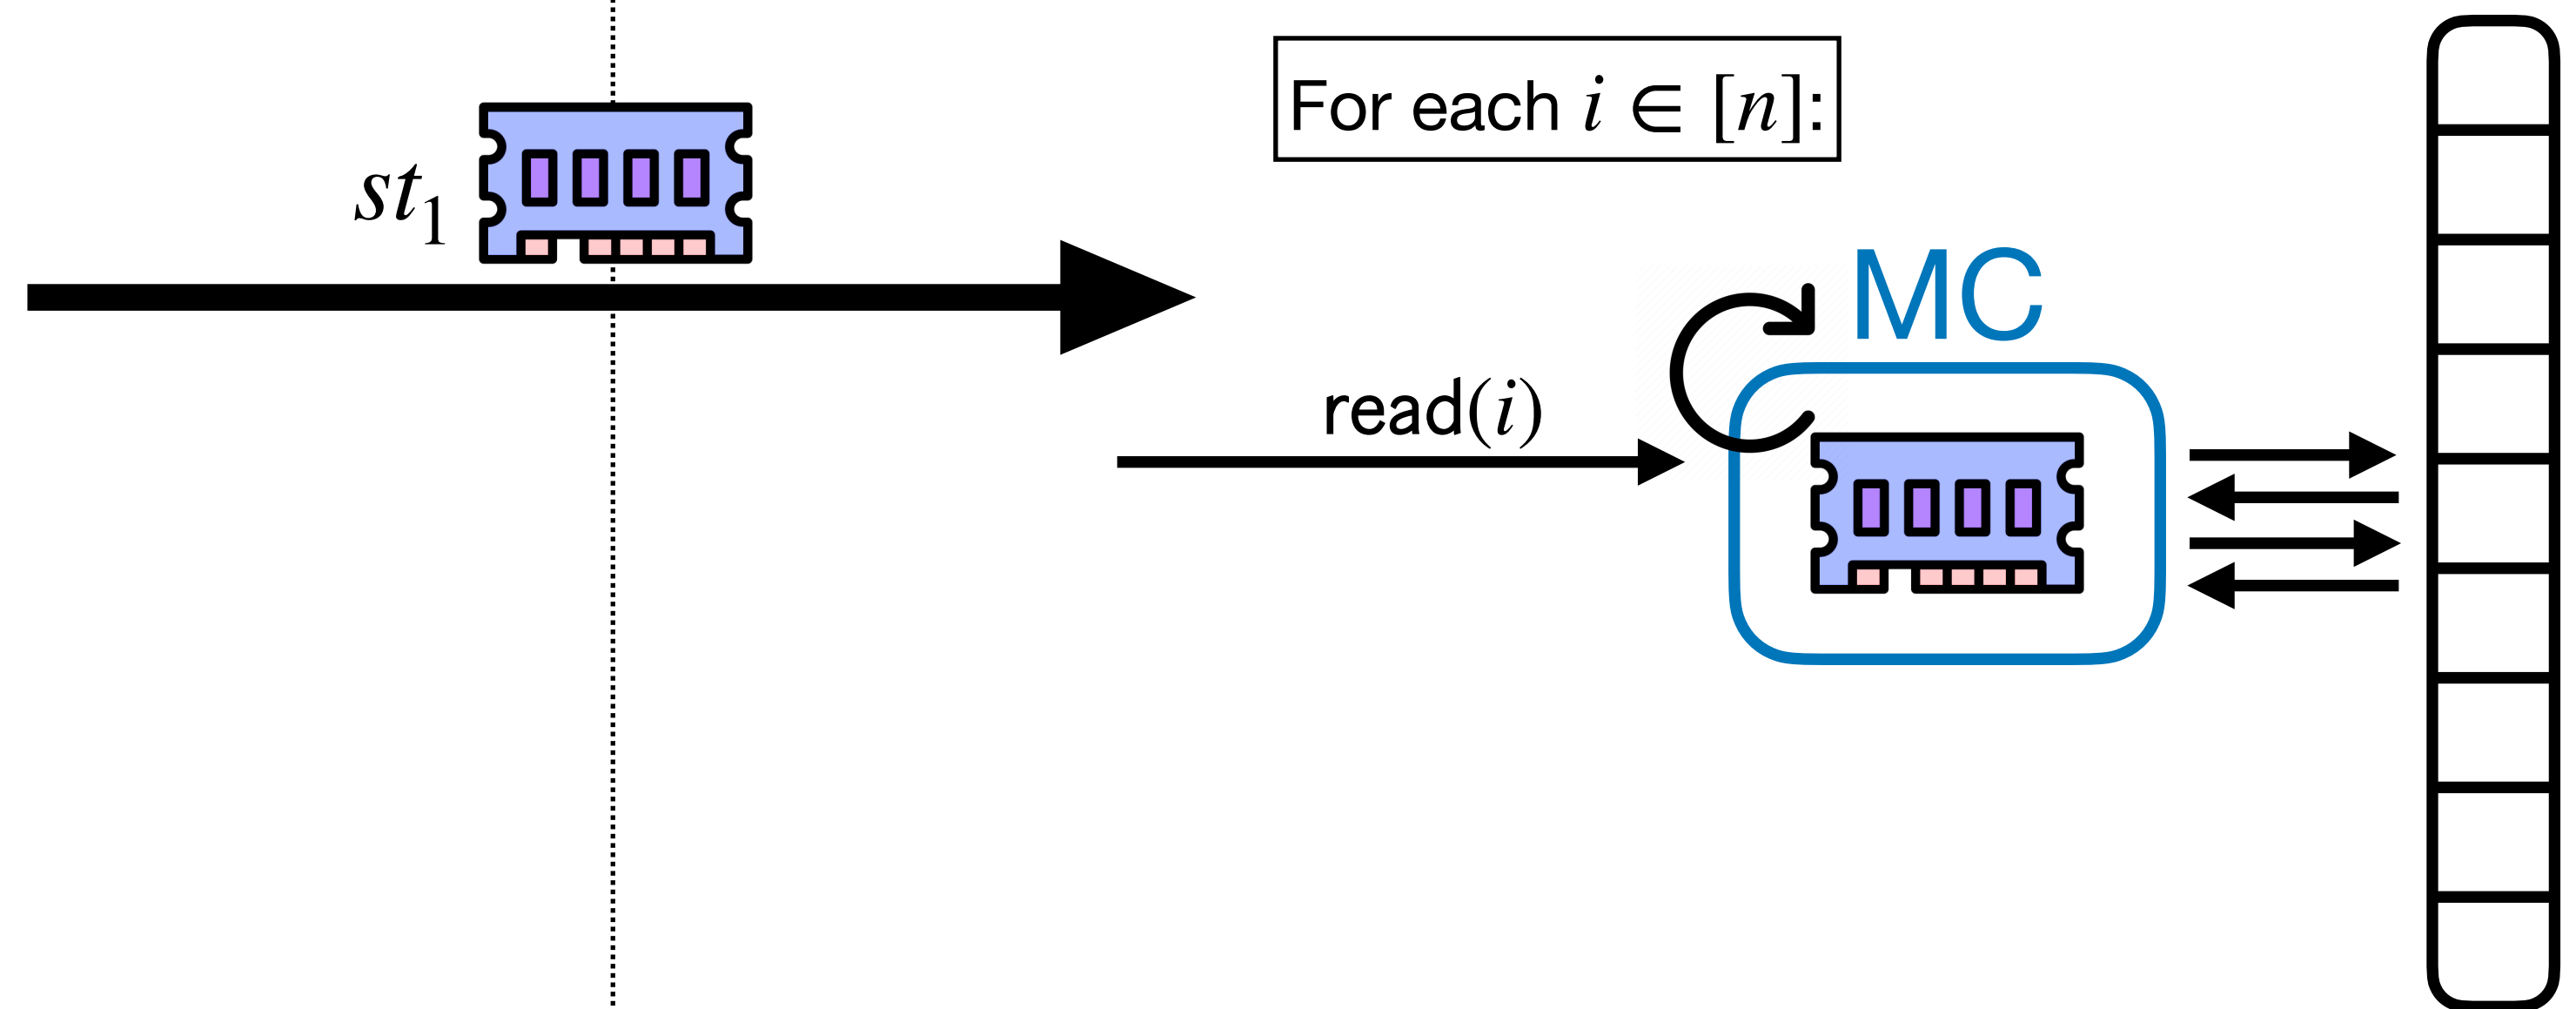 For each i ∈ [n]:
st₁
MC
read(i)